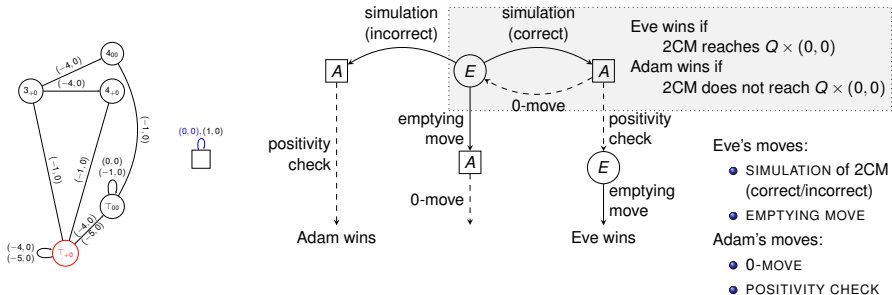 4₀₀
(−4, 0)
3₊₀
(−4, 0)
4₊₀
(−1, 0)
(−1, 0)
(−1, 0)
(0, 0)
(−1, 0)
⊤₀₀
(−4, 0)
(−5, 0)
(−4, 0)
(−5, 0)
⊤₊₀
(0, 0), (1, 0)
simulation
(incorrect)
simulation
(correct)
A
E
A
0-move
positivity
check
emptying
move
positivity
check
A
E
0-move
emptying
move
Adam wins
Eve wins
Eve wins if
2CM reaches Q × (0, 0)
Adam wins if
2CM does not reach Q × (0, 0)
Eve's moves:
SIMULATION of 2CM
(correct/incorrect)
EMPTYING MOVE
Adam's moves:
0-MOVE
POSITIVITY CHECK